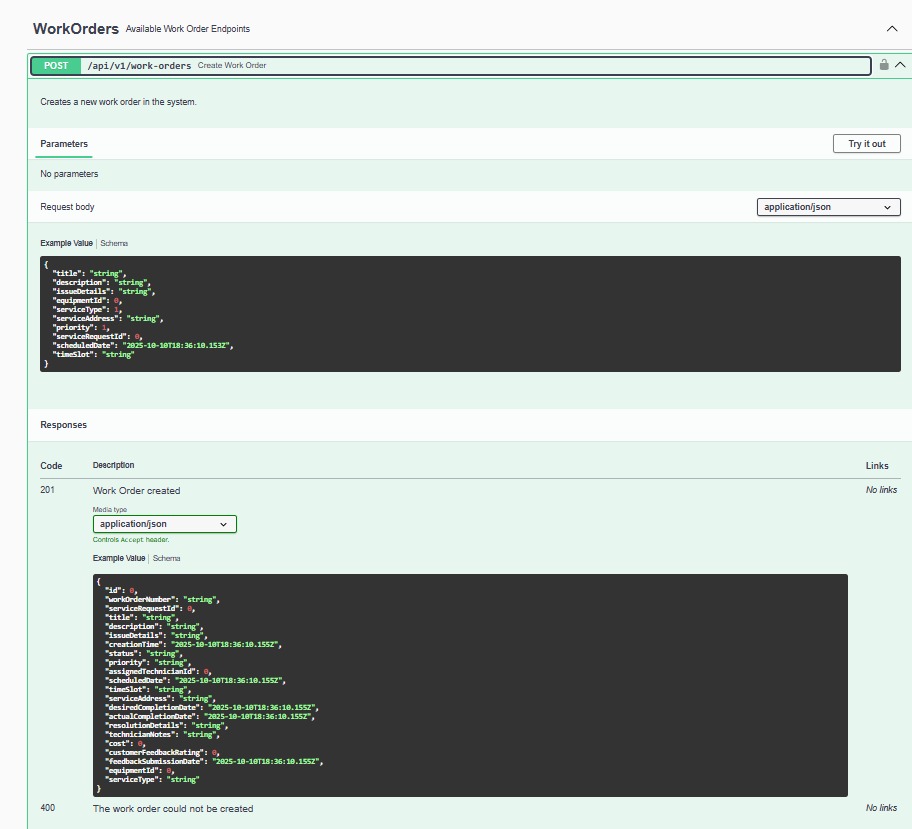 WorkOrders Available Work Order Endpoints
POST /api/v1/work-orders Create Work Order
Creates a new work order in the system.
Parameters
Try it out
No parameters
Request body
application/json
Example Value | Schema
{
"title": "string",
"description": "string",
"issueDetails": "string",
"equipmentId": 0,
"serviceType": 1,
"serviceAddress": "string",
"priority": 1,
"serviceRequestId": 0,
"scheduledDate": "2025-10-10T18:36:10.153Z",
"timeSlot": "string"
}
Responses
Code Description Links
201 Work Order created No links
Media type
application/json
Controls Accept header.
Example Value | Schema
{
"id": 0,
"workOrderNumber": "string",
"serviceRequestId": 0,
"title": "string",
"description": "string",
"issueDetails": "string",
"creationTime": "2025-10-10T18:36:10.155Z",
"status": "string",
"priority": "string",
"assignedTechnicianId": 0,
"scheduledDate": "2025-10-10T18:36:10.155Z",
"timeSlot": "string",
"serviceAddress": "string",
"desiredCompletionDate": "2025-10-10T18:36:10.155Z",
"actualCompletionDate": "2025-10-10T18:36:10.155Z",
"resolutionDetails": "string",
"technicianNotes": "string",
"cost": 0,
"customerFeedbackRating": 0,
"feedbackSubmissionDate": "2025-10-10T18:36:10.155Z",
"equipmentId": 0,
"serviceType": "string"
}
400 The work order could not be created No links